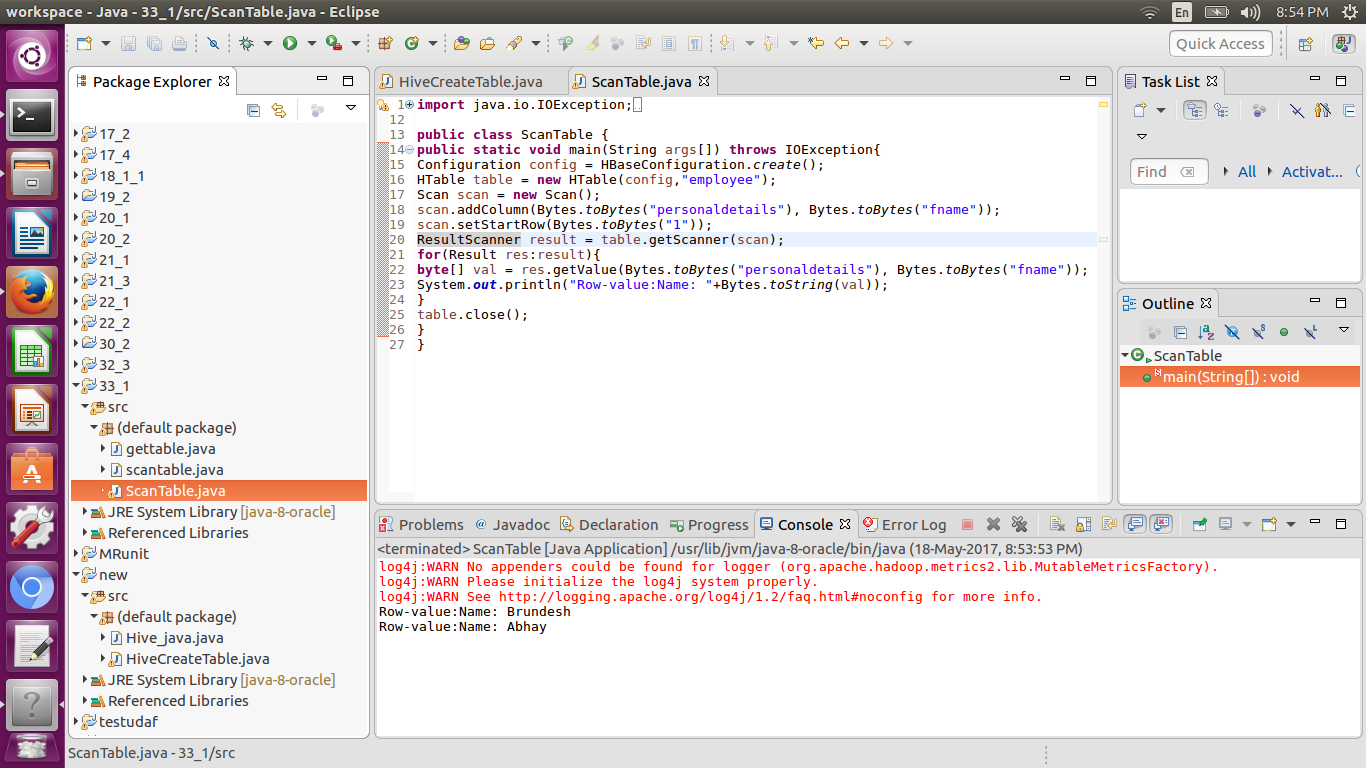 workspace - Java - 33_1/src/ScanTable.java - Eclipse
En
8:54 PM
Quick Access
Package Explorer
17_2
17_4
18_1_1
19_2
20_1
20_2
21_1
21_3
22_1
22_2
30_2
32_3
33_1
src
(default package)
gettable.java
scantable.java
ScanTable.java
JRE System Library [java-8-oracle]
Referenced Libraries
MRunit
new
src
(default package)
Hive_java.java
HiveCreateTable.java
JRE System Library [java-8-oracle]
Referenced Libraries
testudaf
HiveCreateTable.java
ScanTable.java
1 import java.io.IOException;
12
13 public class ScanTable {
14 public static void main(String args[]) throws IOException{
15 Configuration config = HBaseConfiguration.create();
16 HTable table = new HTable(config,"employee");
17 Scan scan = new Scan();
18 scan.addColumn(Bytes.toBytes("personaldetails"), Bytes.toBytes("fname"));
19 scan.setStartRow(Bytes.toBytes("1"));
20 ResultScanner result = table.getScanner(scan);
21 for(Result res:result){
22 byte[] val = res.getValue(Bytes.toBytes("personaldetails"), Bytes.toBytes("fname"));
23 System.out.println("Row-value:Name: "+Bytes.toString(val));
24 }
25 table.close();
26 }
27 }
Task List
Find
All
Activat...
Outline
ScanTable
main(String[]) : void
Problems
@ Javadoc
Declaration
Progress
Console
Error Log
<terminated> ScanTable [Java Application] /usr/lib/jvm/java-8-oracle/bin/java (18-May-2017, 8:53:53 PM)
log4j:WARN No appenders could be found for logger (org.apache.hadoop.metrics2.lib.MutableMetricsFactory).
log4j:WARN Please initialize the log4j system properly.
log4j:WARN See http://logging.apache.org/log4j/1.2/faq.html#noconfig for more info.
Row-value:Name: Brundesh
Row-value:Name: Abhay
ScanTable.java - 33_1/src